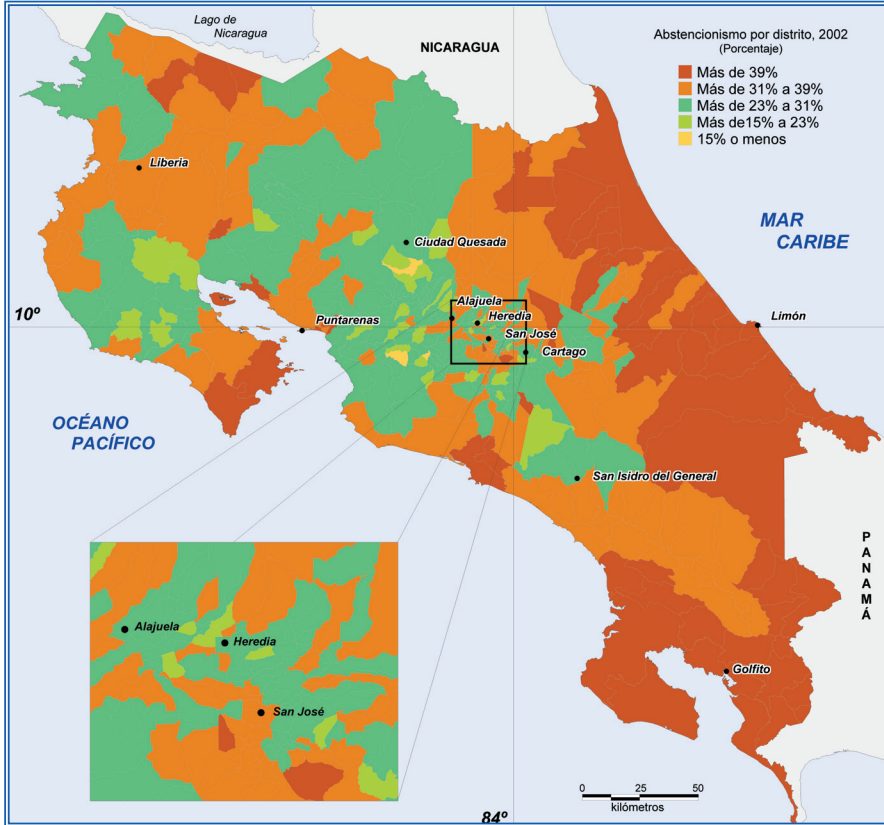 Lago de
Nicaragua
NICARAGUA
Abstencionismo por distrito, 2002
(Porcentaje)
Más de 39%
Más de 31% a 39%
Más de 23% a 31%
Más de15% a 23%
15% o menos
Liberia
MAR
CARIBE
Ciudad Quesada
10º
Puntarenas
Alajuela
Heredia
San José
Cartago
Limón
OCÉANO
PACÍFICO
San Isidro del General
PANAMÁ
Alajuela
Heredia
San José
Golfito
0 25 50
kilómetros
84º